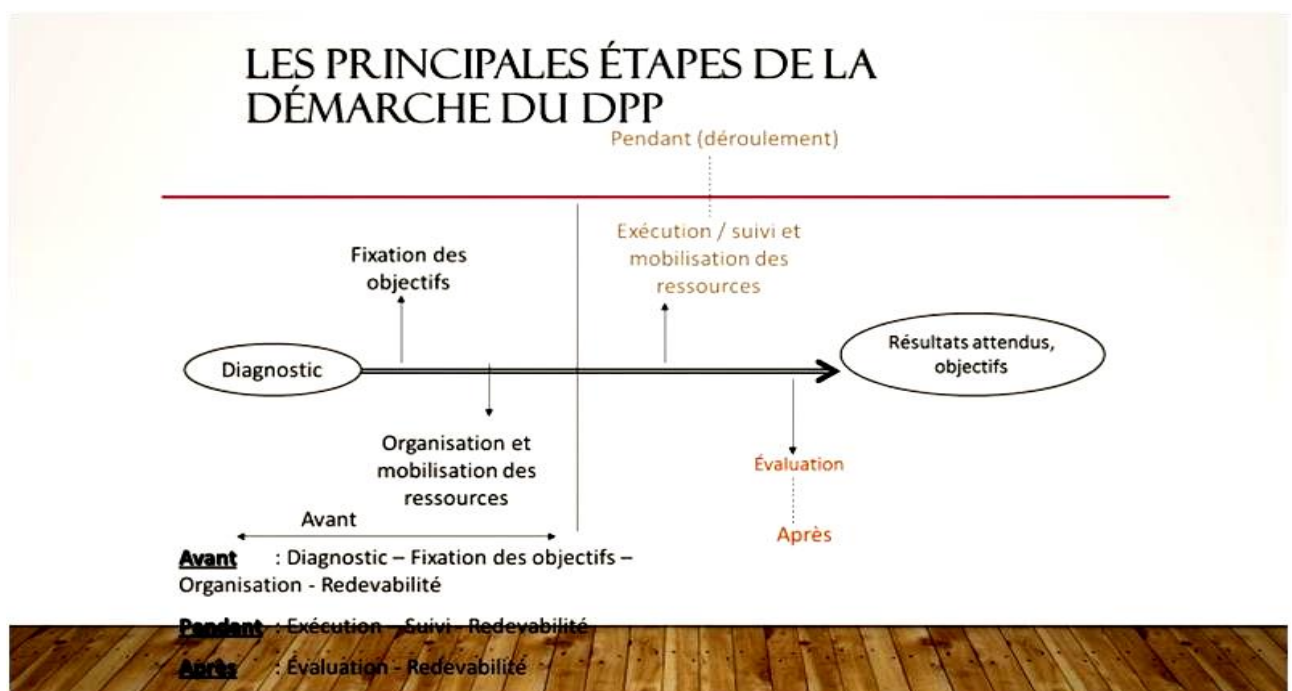 LES PRINCIPALES ÉTAPES DE LA
DÉMARCHE DU DPP
Pendant (déroulement)
Exécution / suivi et
mobilisation des
ressources
Fixation des
objectifs
Diagnostic
Résultats attendus,
objectifs
Organisation et
mobilisation des
ressources
Évaluation
Avant
Après
Avant : Diagnostic – Fixation des objectifs –
Organisation - Redevabilité
Pendant : Exécution – Suivi - Redevabilité
Après : Évaluation - Redevabilité